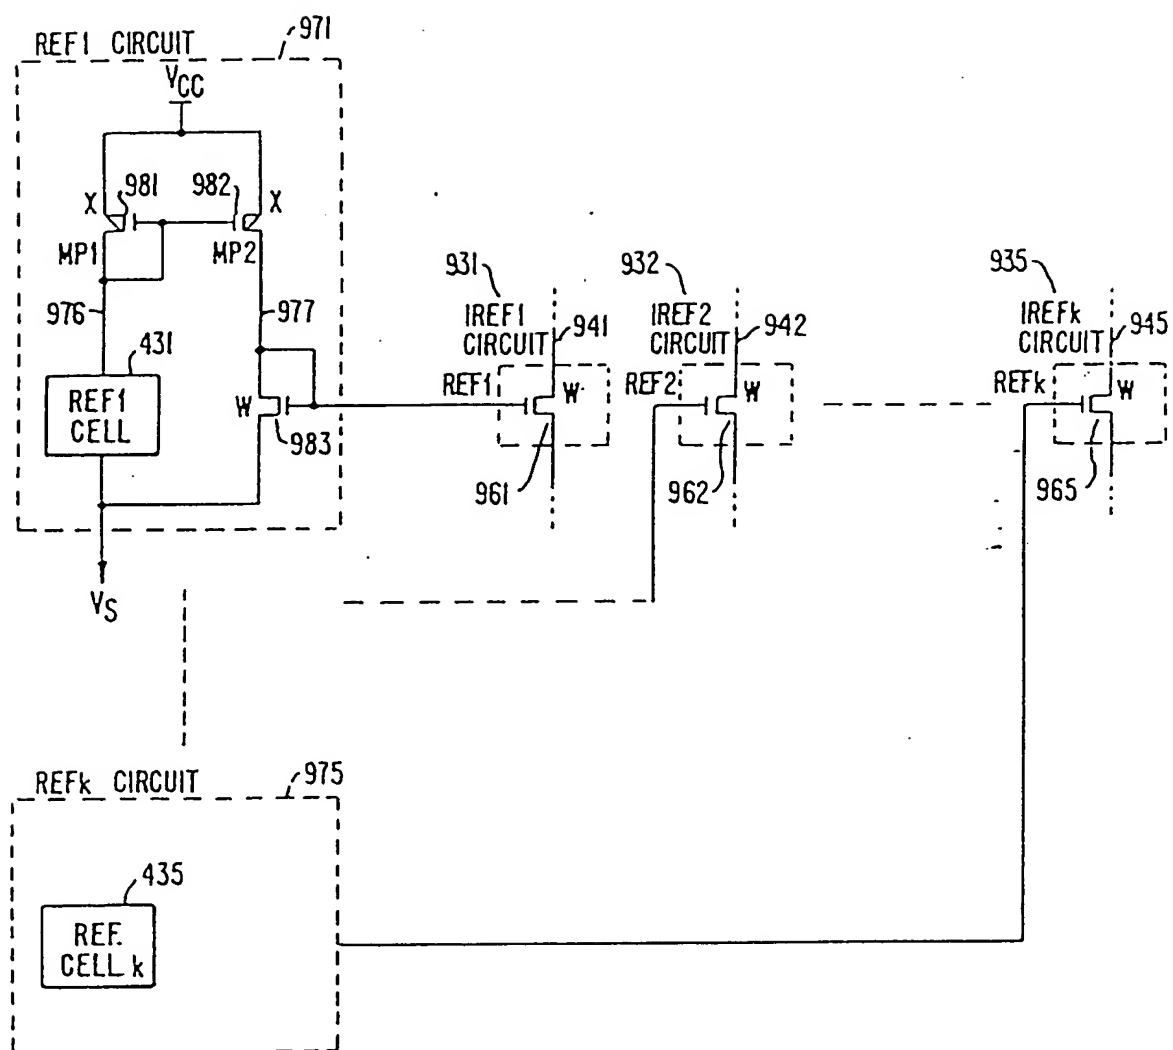 REF1 CIRCUIT
971
VCC
X
981
982
X
MP1
MP2
976
977
431
REF1
CELL
W
983
VS
931
IREF1
CIRCUIT
941
REF1
W
961
932
IREF2
CIRCUIT
942
REF2
W
962
935
IREFk
CIRCUIT
945
REFk
W
965
REFk CIRCUIT
975
435
REF.
CELL k